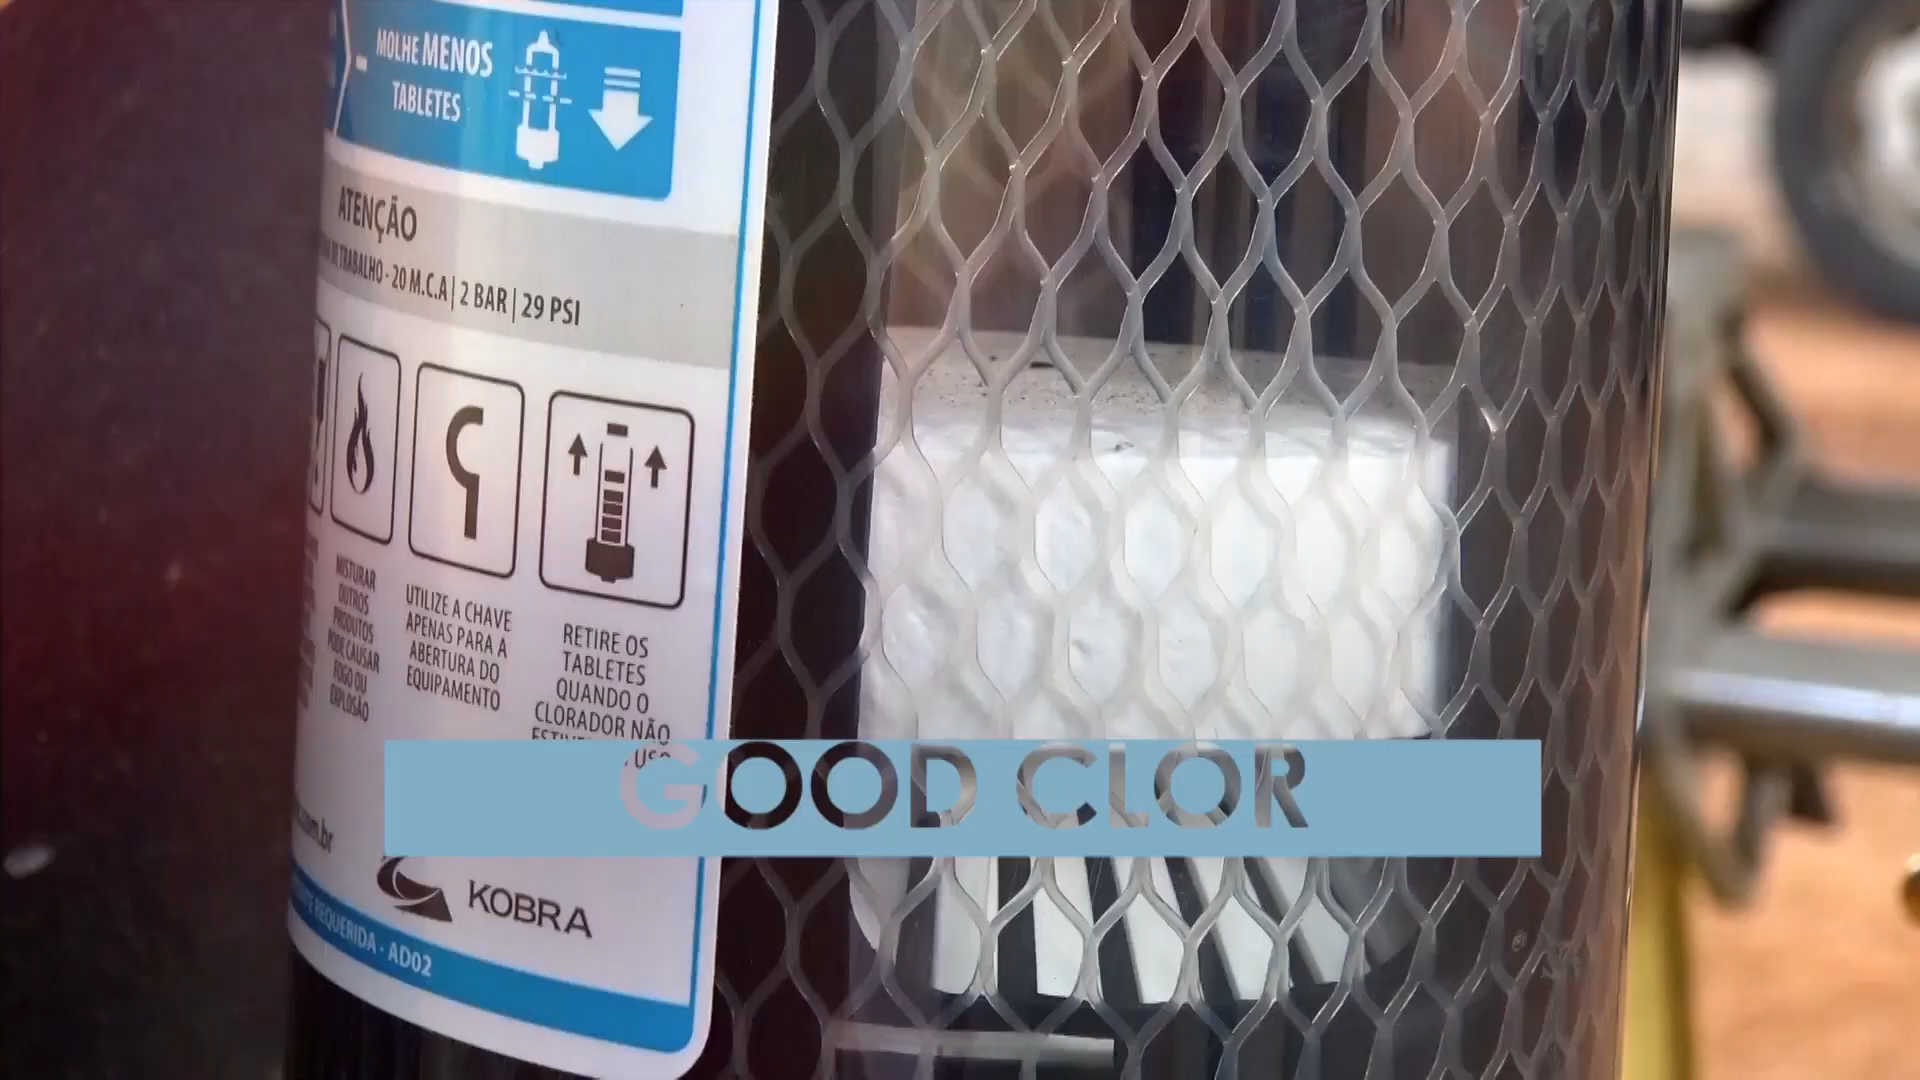 MOLHE MENOS
TABLETES
ATENÇÃO
DE TRABALHO - 20 M.C.A | 2 BAR | 29 PSI
MISTURAR
OUTROS
PRODUTOS
PODE CAUSAR
FOGO OU
EXPLOSÃO
UTILIZE A CHAVE
APENAS PARA A
ABERTURA DO
EQUIPAMENTO
RETIRE OS
TABLETES
QUANDO O
CLORADOR NÃO
USO
GOOD CLOR
.com.br
KOBRA
REQUERIDA - AD02